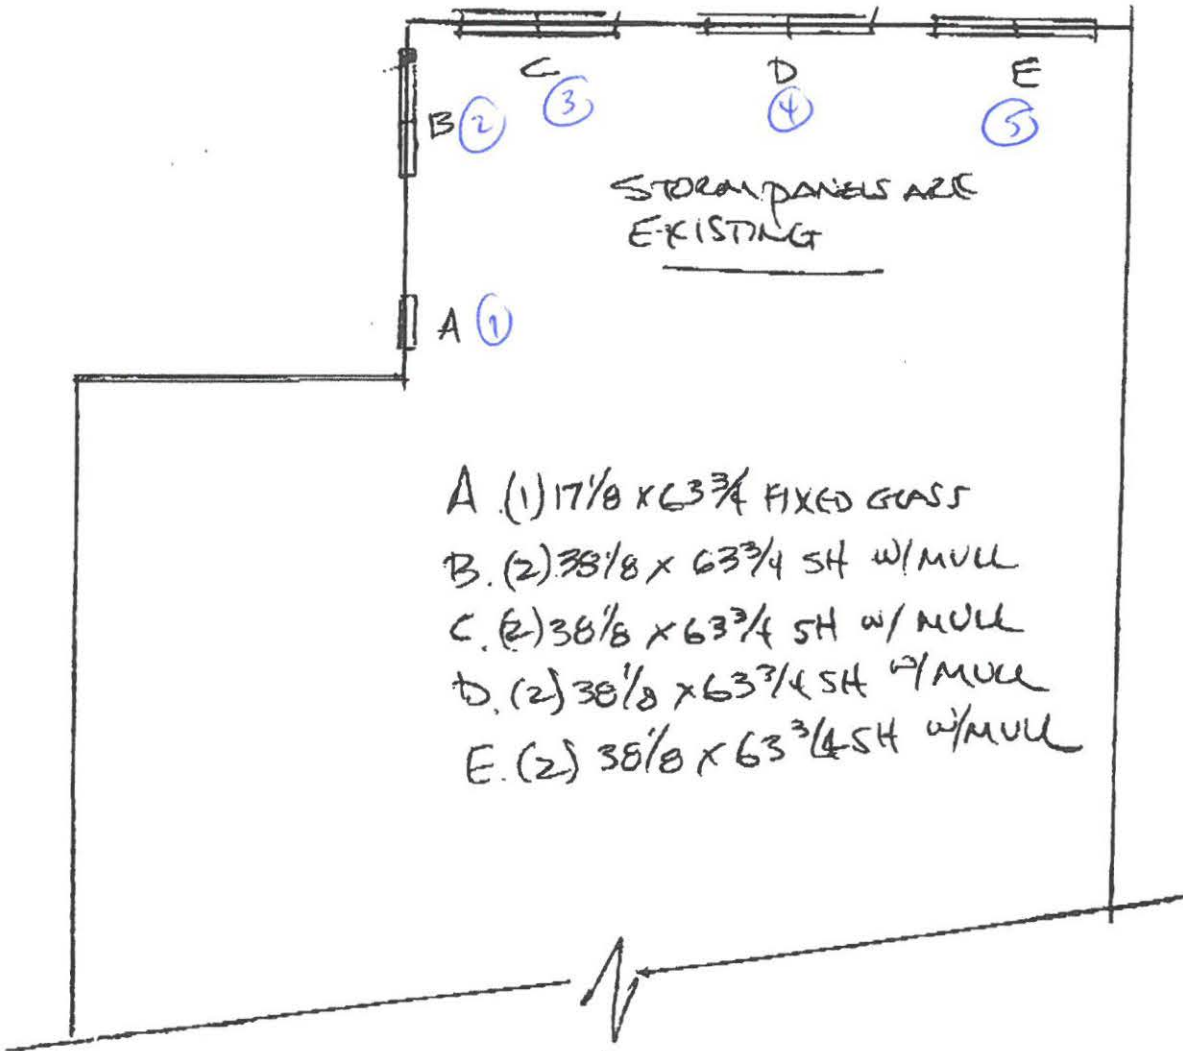 C D E
③ ④ ⑤
B ②
STORM PANELS ARE
EXISTING
A ①
A. (1) 17 1/8 x 63 3/4 FIXED GLASS
B. (2) 38 1/8 x 63 3/4 SH W/ MULL
C. (2) 38 1/8 x 63 3/4 SH W/ MULL
D. (2) 38 1/8 x 63 3/4 SH W/ MULL
E. (2) 38 1/8 x 63 3/4 SH W/ MULL